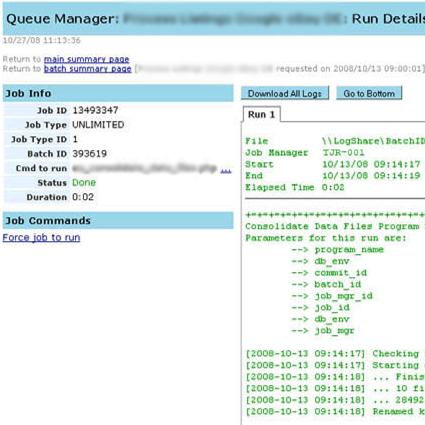 Queue Manager: : Run Details
10/27/08 11:13:36
Return to main summary page
Return to batch summary page [ requested on 2008/10/13 09:00:01]
Job Info
Job ID 13493347
Job Type UNLIMITED
Job Type ID 1
Batch ID 393619
Cmd to run ...
Status Done
Duration 0:02
Job Commands
Force job to run
Download All Logs Go to Bottom
Run 1
File \\LogShare\BatchID
Job Manager TJR-001
Start 10/13/08 09:14:17
End 10/13/08 09:14:19
Elapsed Time 0:02
+-+-+-+-+-+-+-+-+-+-+-+-+-+
Consolidate Data Files Program
Parameters for this run are:
--> program_name
--> db_env
--> commit_id
--> batch_id
--> job_mgr_id
--> job_id
--> db_env
--> job_mgr
[2008-10-13 09:14:17] Checking
[2008-10-13 09:14:17] Starting
[2008-10-13 09:14:18] ... Finis
[2008-10-13 09:14:18] ... 10 fi
[2008-10-13 09:14:18] ... 28492
[2008-10-13 09:14:18] Renamed k